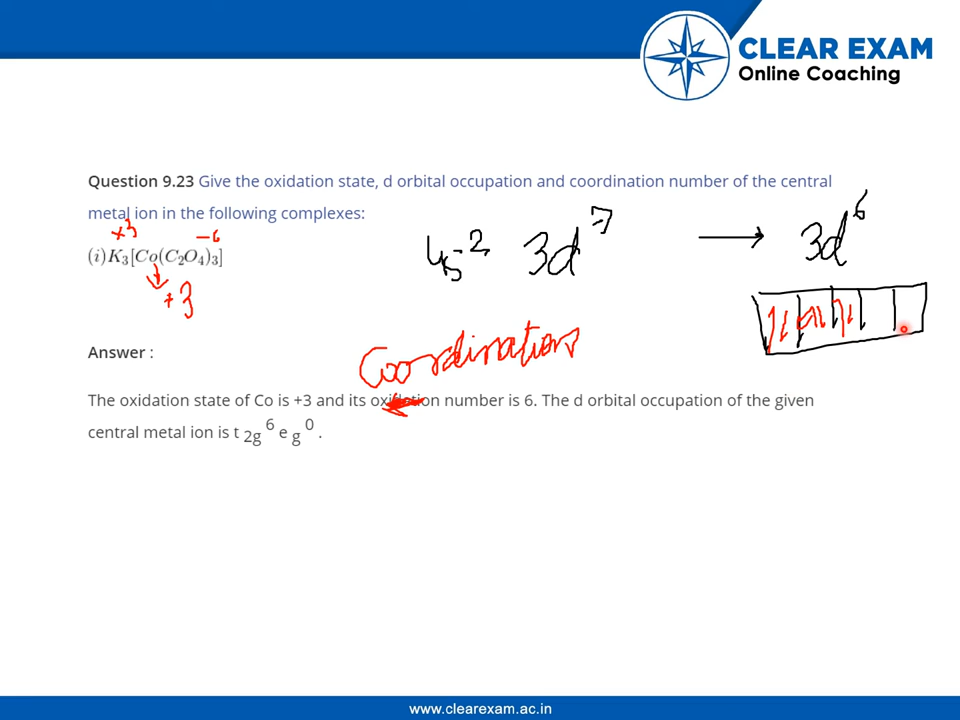 CLEAR EXAM
Online Coaching
Question 9.23 Give the oxidation state, d orbital occupation and coordination number of the central
metal ion in the following complexes:
+3 −6
(i)K₃[Co(C₂O₄)₃]
+3
4s² 3d⁷ → 3d⁶
Answer :
Coordination
The oxidation state of Co is +3 and its oxidation number is 6. The d orbital occupation of the given
central metal ion is t 2g 6 e g 0 .
www.clearexam.ac.in